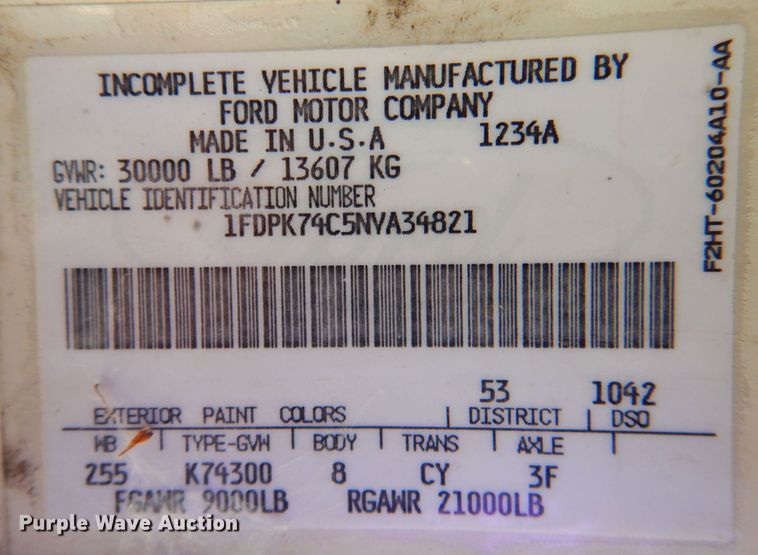 INCOMPLETE VEHICLE MANUFACTURED BY
FORD MOTOR COMPANY
MADE IN U.S.A 1234A
GVWR: 30000 LB / 13607 KG
VEHICLE IDENTIFICATION NUMBER
1FDPK74C5NVA34821
F2HT-60204A10-AA
53 1042
EXTERIOR PAINT COLORS DISTRICT DSO
WB TYPE-GVW BODY TRANS AXLE
255 K74300 8 CY 3F
FGAWR 9000LB RGAWR 21000LB
Purple Wave Auction